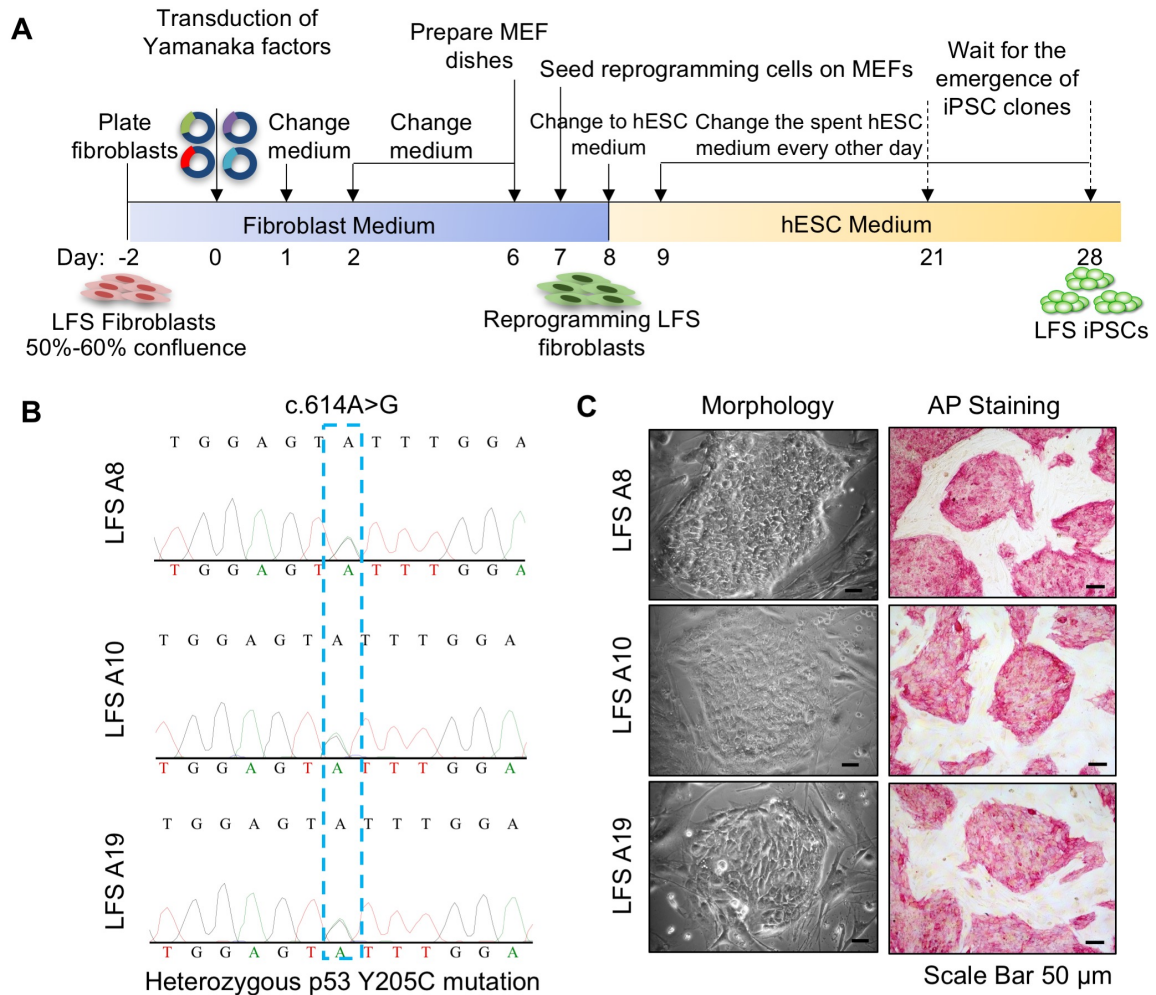 A
Transduction of
Yamanaka factors
Prepare MEF
dishes
Seed reprogramming cells on MEFs
Wait for the
emergence of
iPSC clones
Plate
fibroblasts
Change
medium
Change
medium
Change to hESC
medium
Change the spent hESC
medium every other day
Fibroblast Medium
hESC Medium
Day: -2 0 1 2 6 7 8 9 21 28
LFS Fibroblasts
50%-60% confluence
Reprogramming LFS
fibroblasts
LFS iPSCs
B
c.614A>G
LFS A8
T G G A G T A T T T G G A
T G G A G T A T T T G G A
LFS A10
T G G A G T A T T T G G A
T G G A G T A T T T G G A
LFS A19
T G G A G T A T T T G G A
T G G A G T A T T T G G A
Heterozygous p53 Y205C mutation
C
Morphology
AP Staining
LFS A8
LFS A10
LFS A19
Scale Bar 50 µm